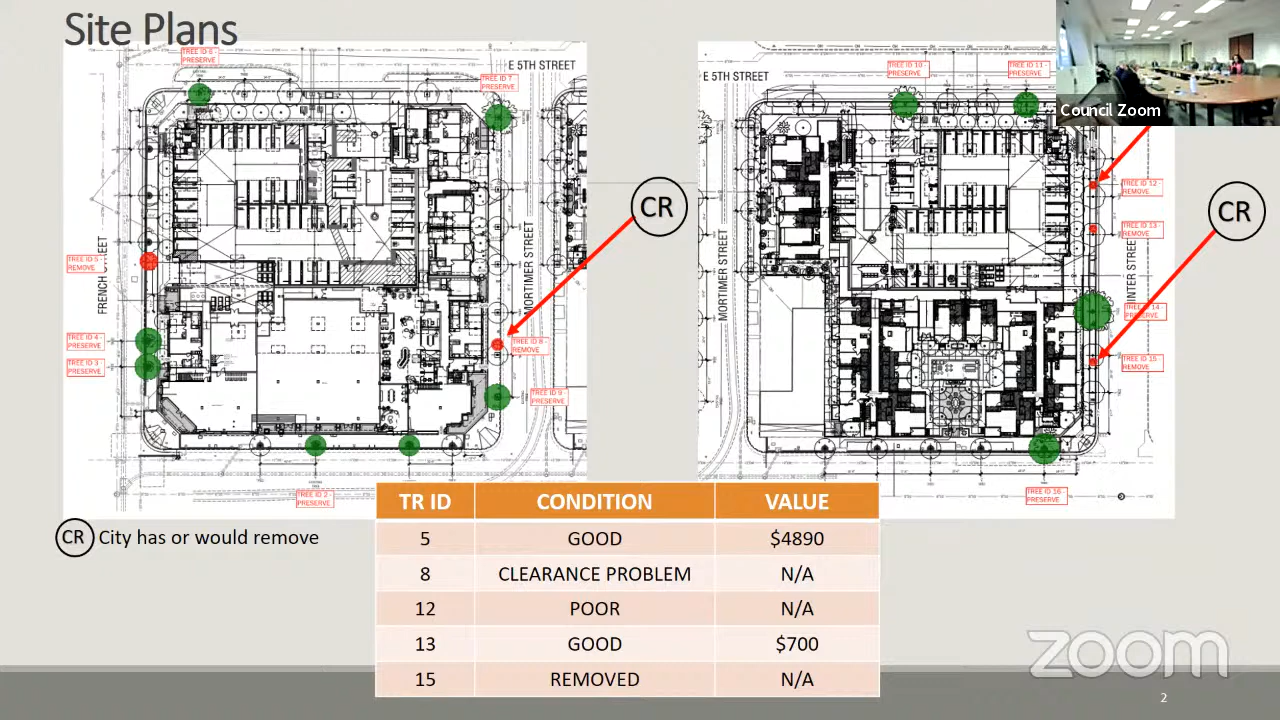 Site Plans
TREE ID 6 -
PRESERVE
E 5TH STREET
TREE ID 7
PRESERVE
FRENCH STREET
TREE ID 5 -
REMOVE
TREE ID 4 -
PRESERVE
TREE ID 3 -
PRESERVE
MORTIMER STREET
CR
TREE ID 8 -
REMOVE
TREE ID 9 -
PRESERVE
TREE ID 2 -
PRESERVE
E 5TH STREET
TREE ID 10 -
PRESERVE
TREE ID 11 -
PRESERVE
Council Zoom
TREE ID 12 -
REMOVE
CR
TREE ID 13 -
REMOVE
MORTIMER STREET
INTER STREET
TREE ID 14 -
PRESERVE
TREE ID 15 -
REMOVE
TREE ID 16 -
PRESERVE
CR City has or would remove
TR ID CONDITION VALUE
5 GOOD $4890
8 CLEARANCE PROBLEM N/A
12 POOR N/A
13 GOOD $700
15 REMOVED N/A
zoom
2